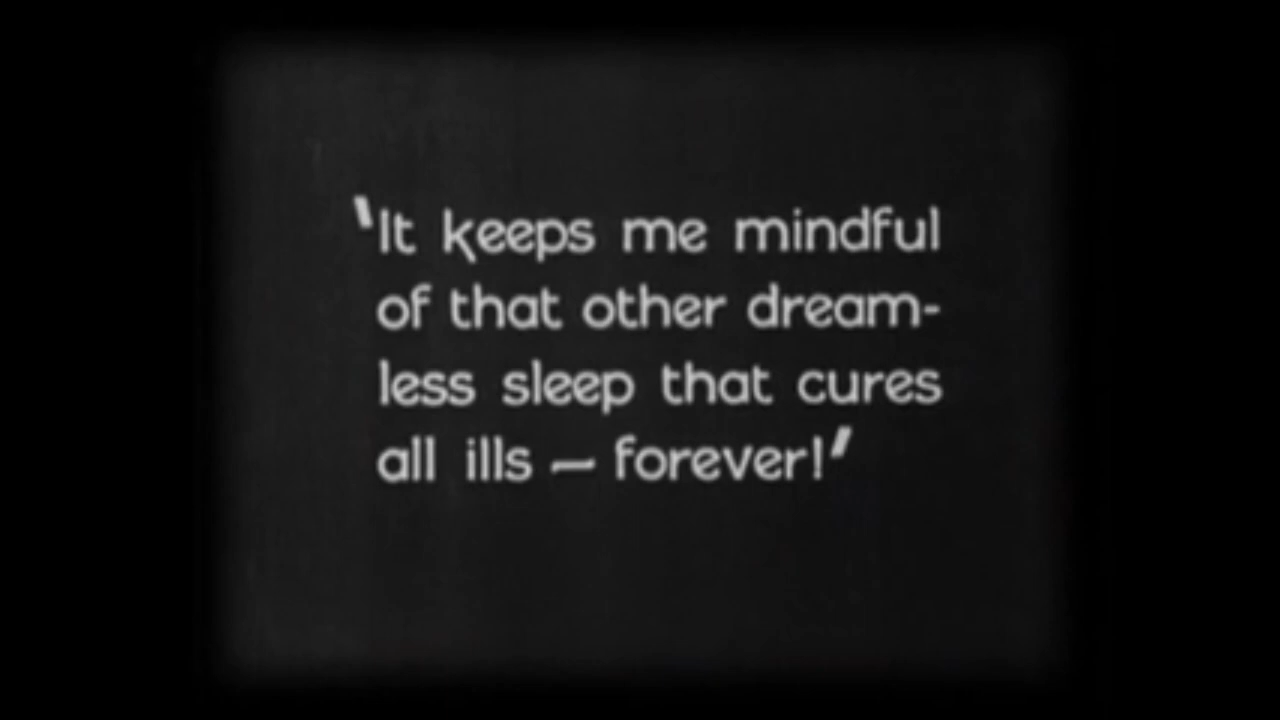 'It keeps me mindful
of that other dream-
less sleep that cures
all ills — forever!'